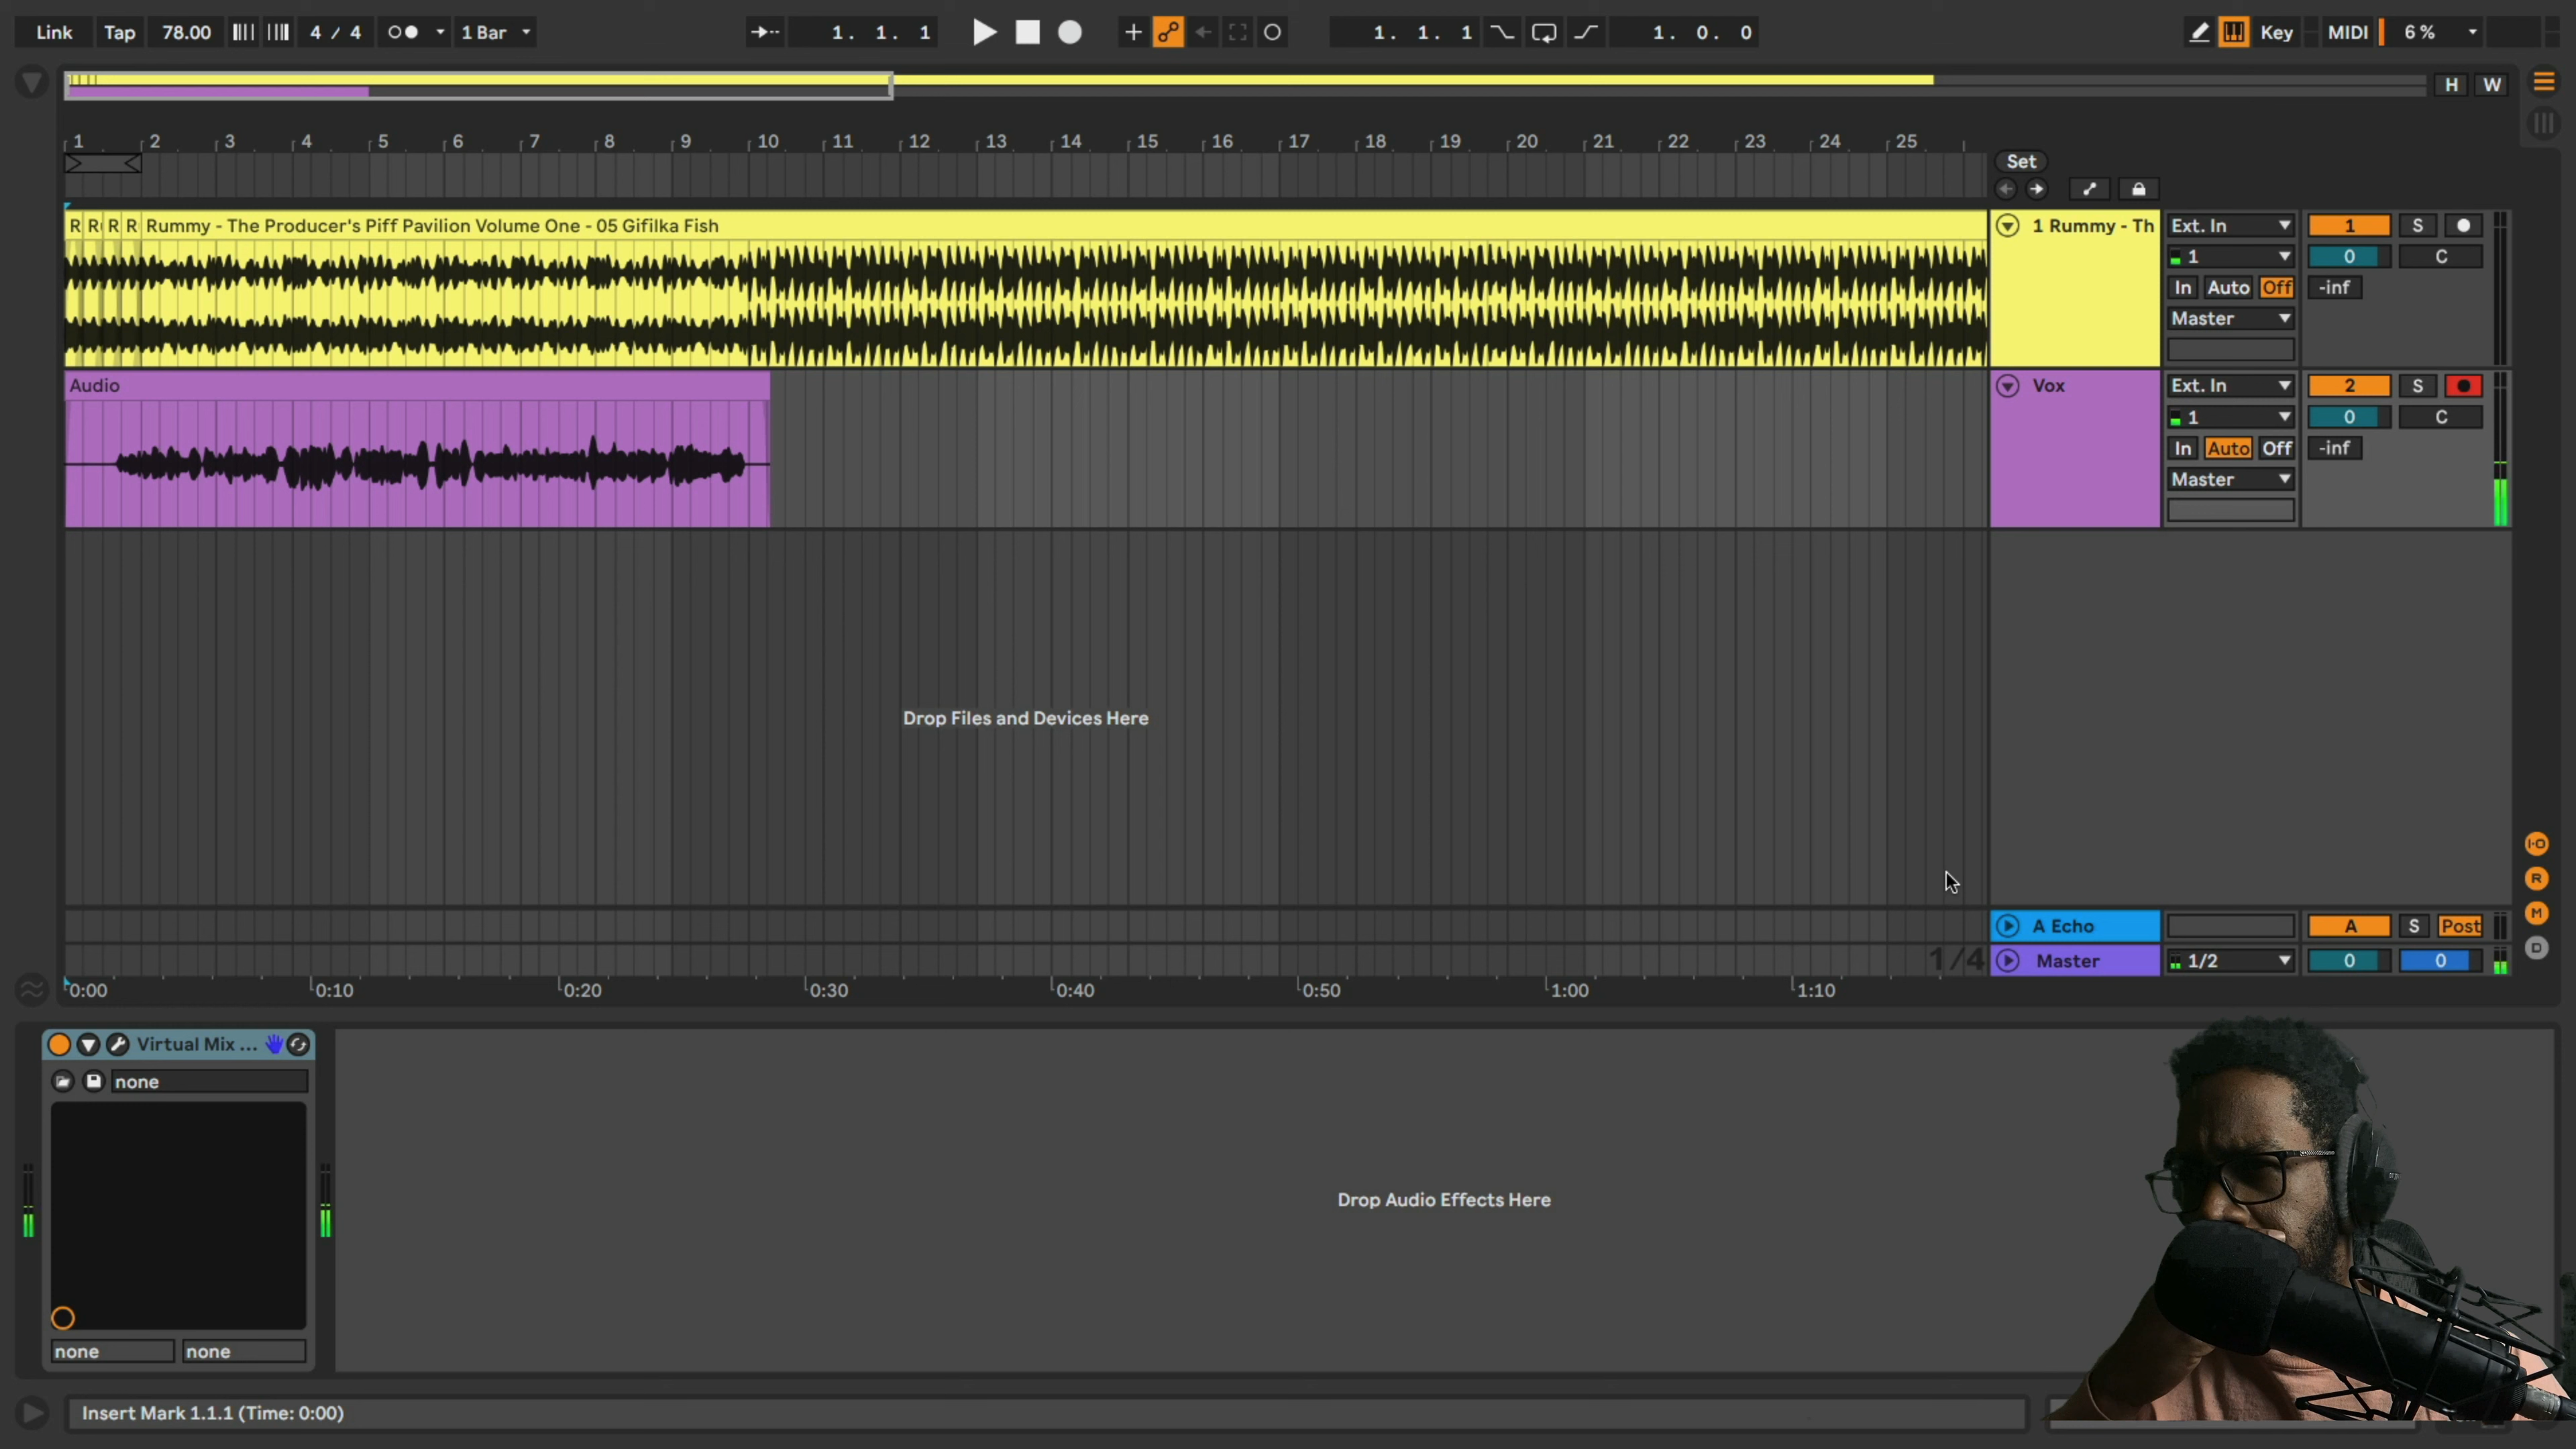 Link Tap 78.00 4 / 4 1 Bar 1. 1. 1 1. 1. 1 1. 0. 0 Key MIDI 6 %
H W
1 2 3 4 5 6 7 8 9 10 11 12 13 14 15 16 17 18 19 20 21 22 23 24 25
Set
R R R R Rummy - The Producer's Piff Pavilion Volume One - 05 Gifilka Fish 1 Rummy - Th Ext. In 1 S
1 0 C
In Auto Off -inf
Master
Audio Vox Ext. In 2 S
1 0 C
In Auto Off -inf
Master
Drop Files and Devices Here
I-O
R
M
D
A Echo A S Post
1/4 Master 1/2 0 0
0:00 0:10 0:20 0:30 0:40 0:50 1:00 1:10
Virtual Mix ...
none
Drop Audio Effects Here
none none
Insert Mark 1.1.1 (Time: 0:00)